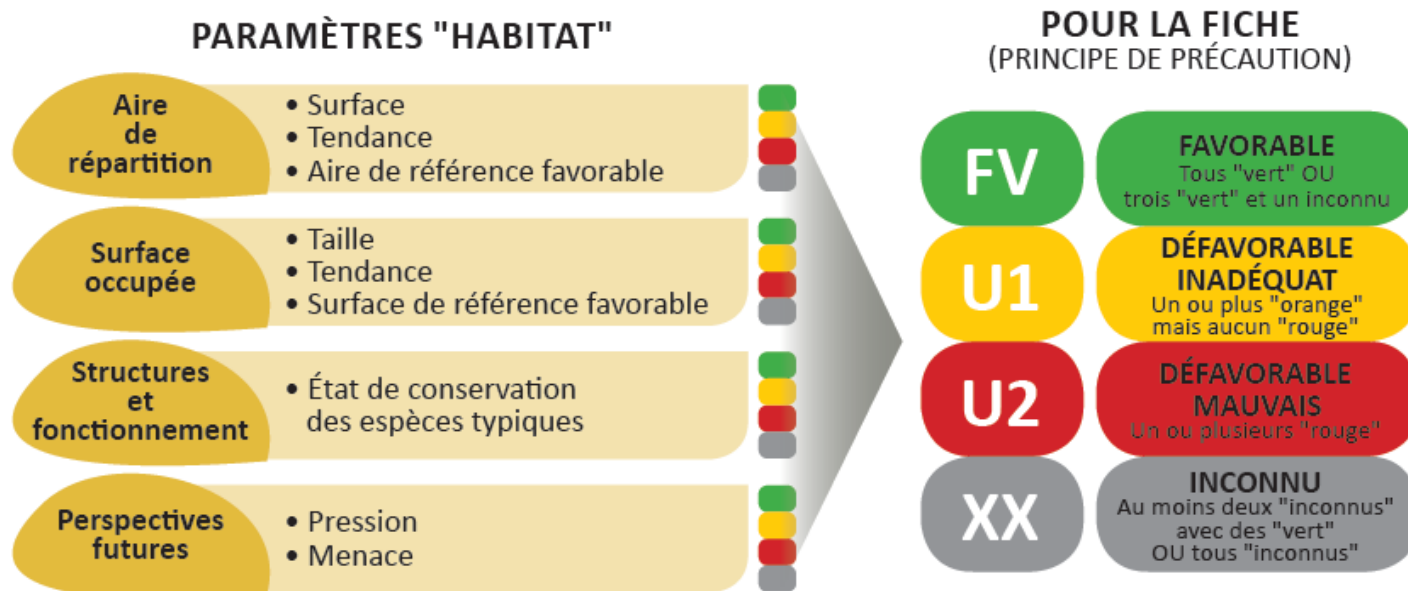 PARAMÈTRES "HABITAT"
Aire
de
répartition
• Surface
• Tendance
• Aire de référence favorable
Surface
occupée
• Taille
• Tendance
• Surface de référence favorable
Structures
et
fonctionnement
• État de conservation
des espèces typiques
Perspectives
futures
• Pression
• Menace
POUR LA FICHE
(PRINCIPE DE PRÉCAUTION)
FV
FAVORABLE
Tous "vert" OU
trois "vert" et un inconnu
U1
DÉFAVORABLE
INADÉQUAT
Un ou plus "orange"
mais aucun "rouge"
U2
DÉFAVORABLE
MAUVAIS
Un ou plusieurs "rouge"
XX
INCONNU
Au moins deux "inconnus"
avec des "vert"
OU tous "inconnus"